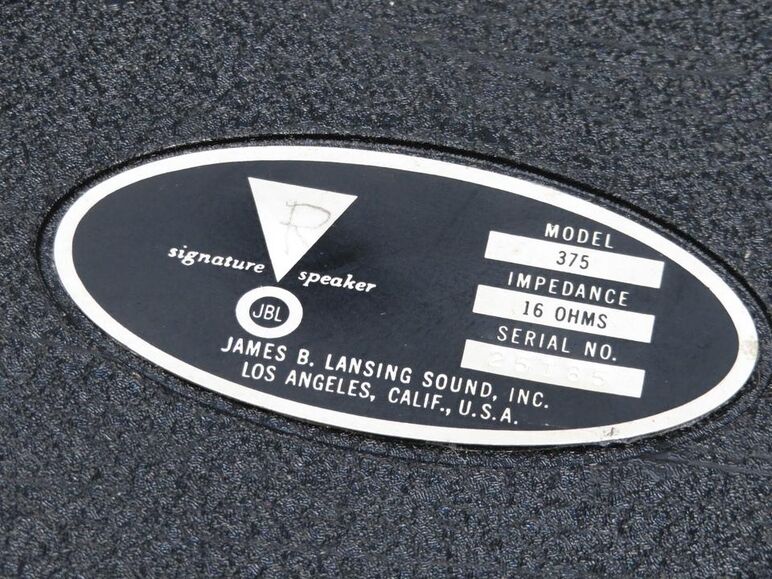 R
signature speaker
JBL
JAMES B. LANSING SOUND, INC.
LOS ANGELES, CALIF., U.S.A.
MODEL
375
IMPEDANCE
16 OHMS
SERIAL NO.